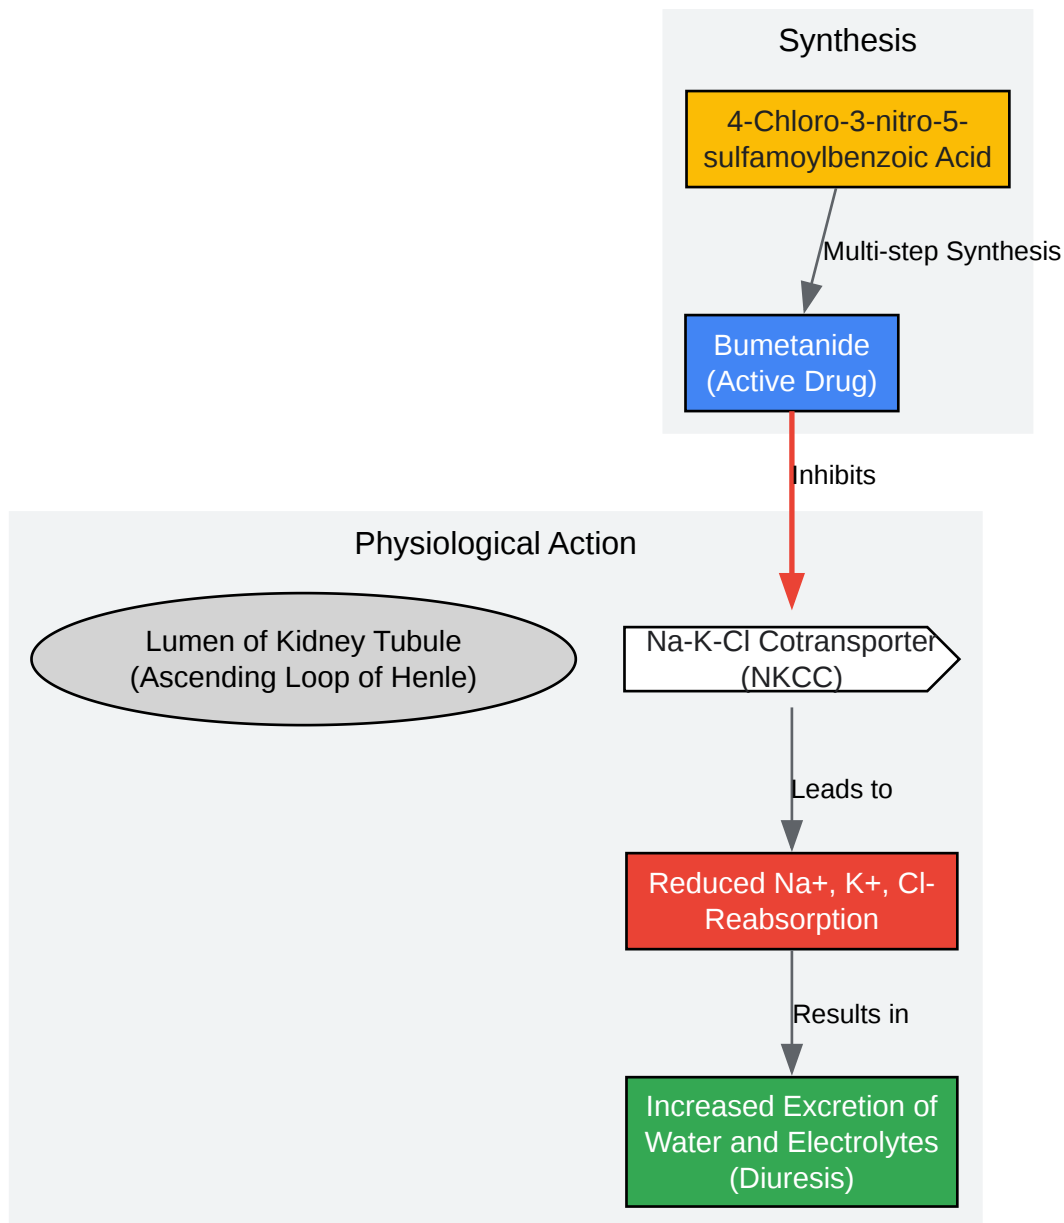 Synthesis
4-Chloro-3-nitro-5-
sulfamoylbenzoic Acid
Multi-step Synthesis
Bumetanide
(Active Drug)
Inhibits
Physiological Action
Lumen of Kidney Tubule
(Ascending Loop of Henle)
Na-K-Cl Cotransporter
(NKCC)
Leads to
Reduced Na+, K+, Cl-
Reabsorption
Results in
Increased Excretion of
Water and Electrolytes
(Diuresis)